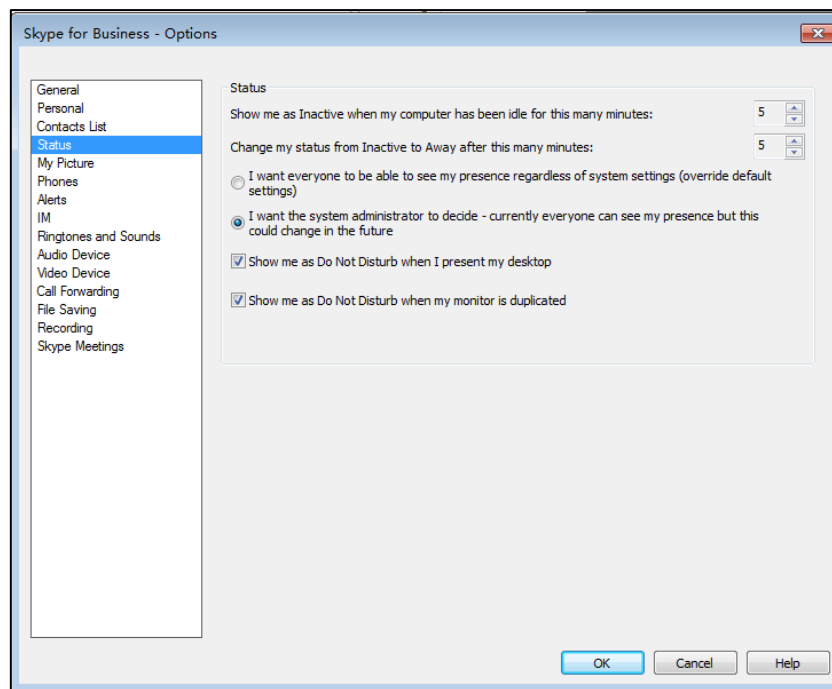 Skype for Business - Options
General
Personal
Contacts List
Status
My Picture
Phones
Alerts
IM
Ringtones and Sounds
Audio Device
Video Device
Call Forwarding
File Saving
Recording
Skype Meetings
Status
Show me as Inactive when my computer has been idle for this many minutes: 5
Change my status from Inactive to Away after this many minutes: 5
I want everyone to be able to see my presence regardless of system settings (override default
settings)
I want the system administrator to decide - currently everyone can see my presence but this
could change in the future
Show me as Do Not Disturb when I present my desktop
Show me as Do Not Disturb when my monitor is duplicated
OK Cancel Help